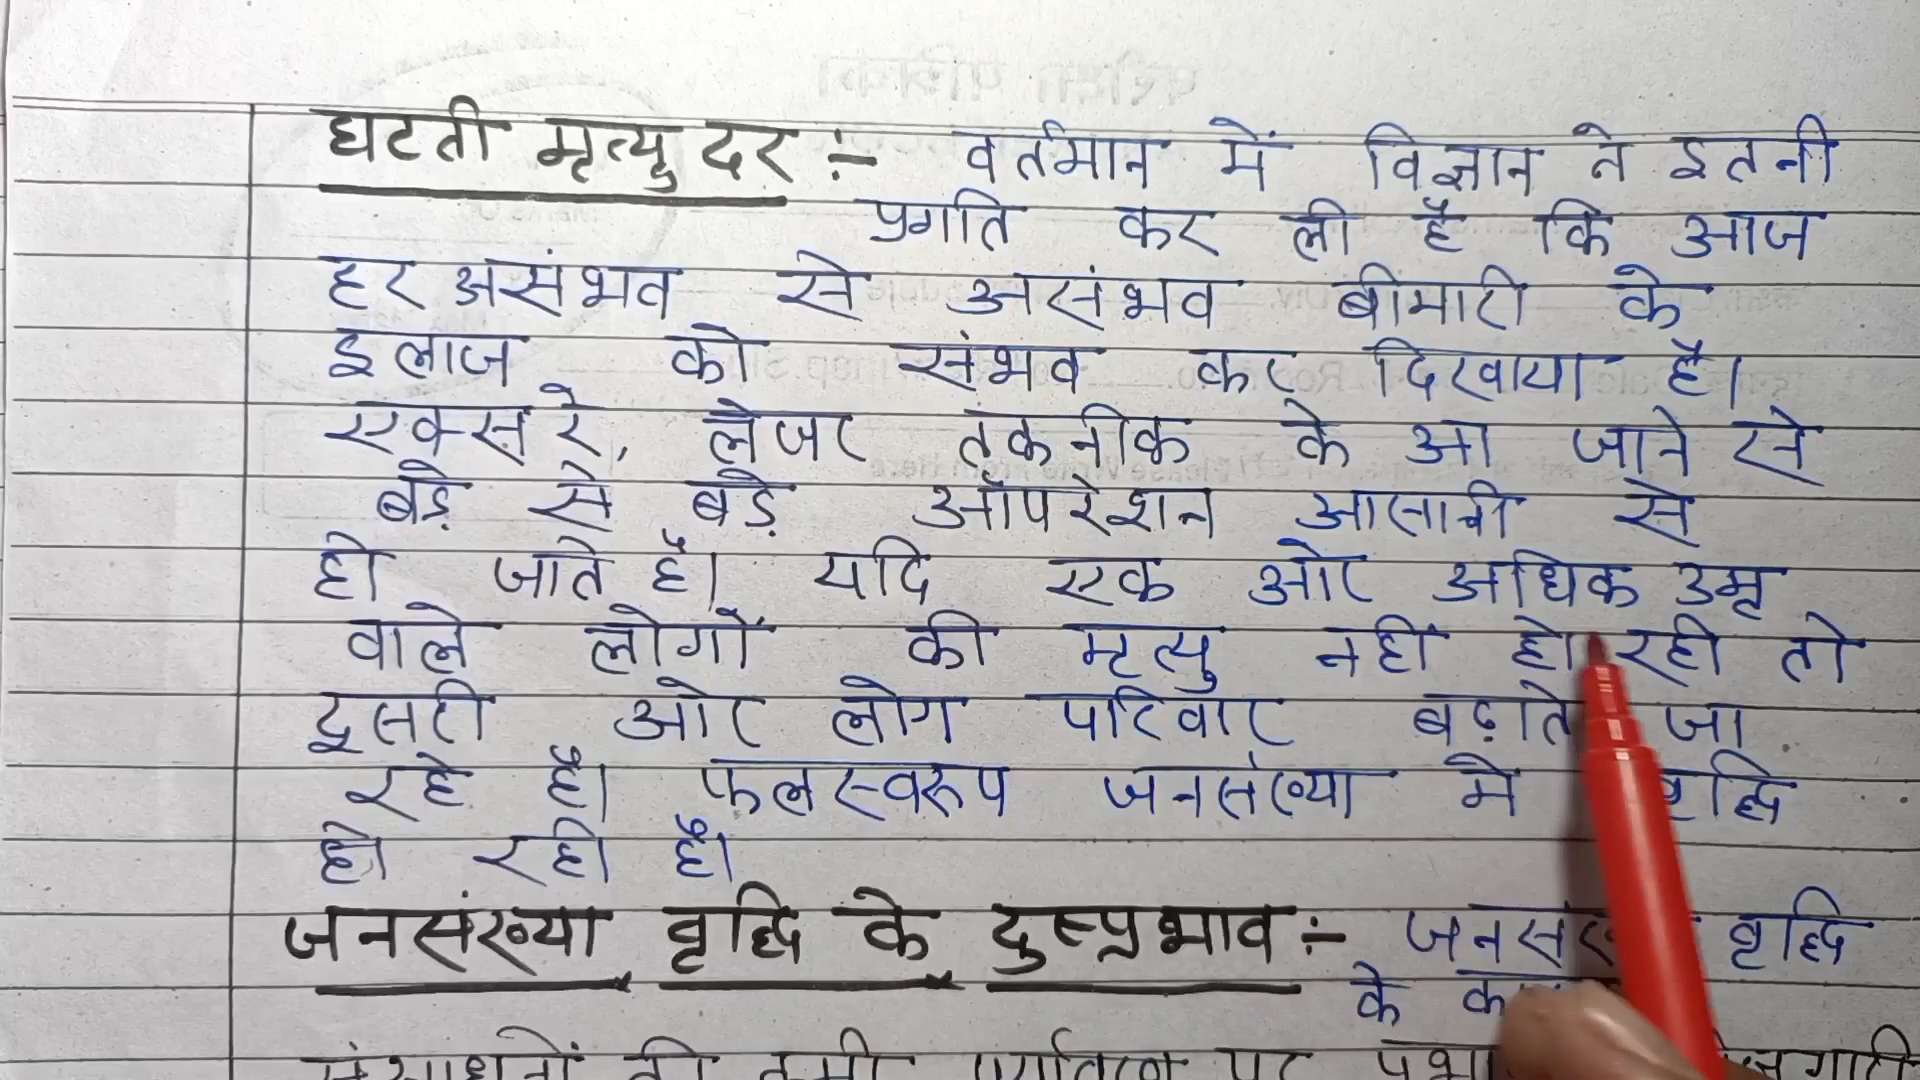 घटती मृत्यु दर :- वर्तमान में विज्ञान ने इतनी
प्रगति कर ली है कि आज
हर असंभव से असंभव बीमारी के
इलाज को संभव कर दिखाया है।
एक्स रे, लेजर तकनीक के आ जाने से
बड़े से बड़े ऑपरेशन आसानी से
हो जाते है। यदि एक ओर अधिक उमृ
वाले लोगों की मृत्यु नहीं हो रही तो
दूसरी ओर लोग परिवार बढ़ाते जा
रहे है। फलस्वरूप जनसंख्या मे वृद्धि
हो रही है।
जनसंख्या वृद्धि के दुष्प्रभाव :- वृद्धि
के
की कमी पर